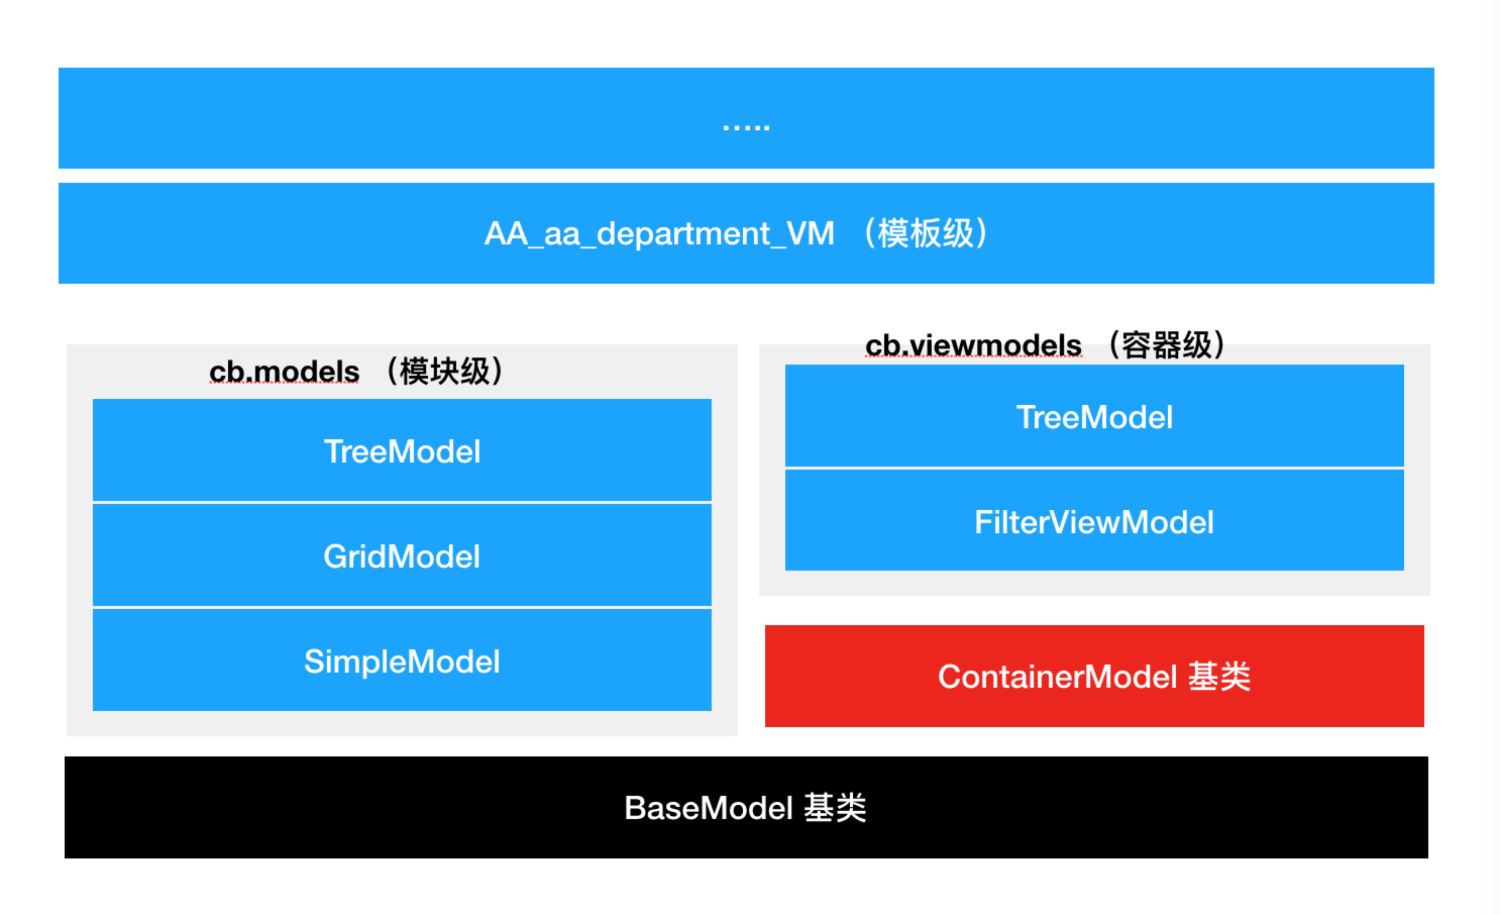 .....
AA_aa_department_VM （模板级）
cb.models （模块级）
TreeModel
GridModel
SimpleModel
cb.viewmodels （容器级）
TreeModel
FilterViewModel
ContainerModel 基类
BaseModel 基类